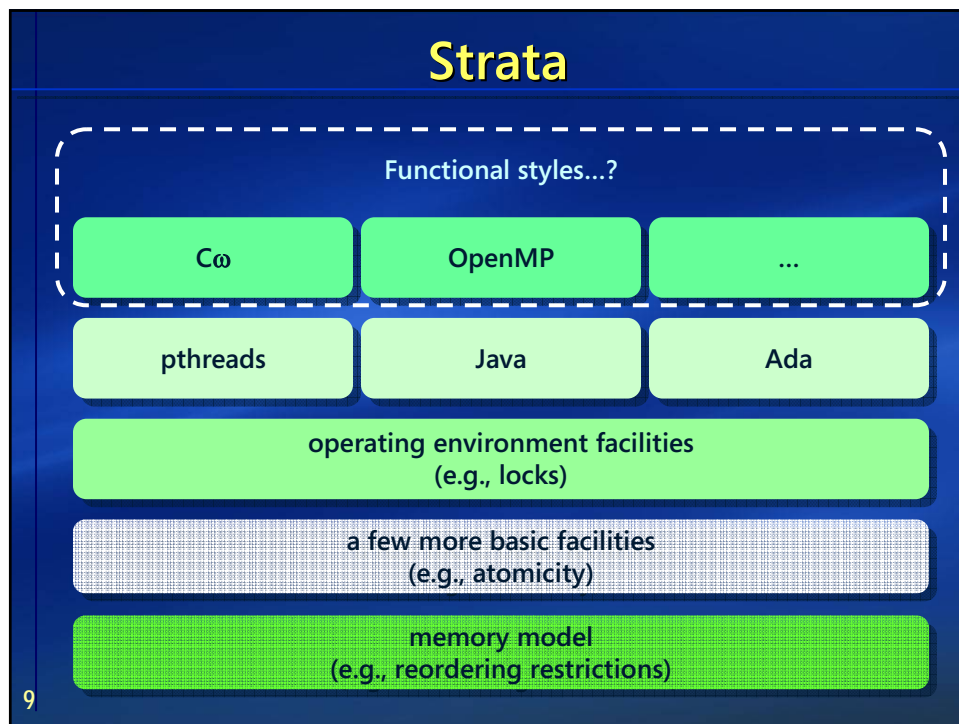 Strata
Functional styles...?
Cω
OpenMP
...
pthreads
Java
Ada
operating environment facilities
(e.g., locks)
a few more basic facilities
(e.g., atomicity)
memory model
(e.g., reordering restrictions)
9